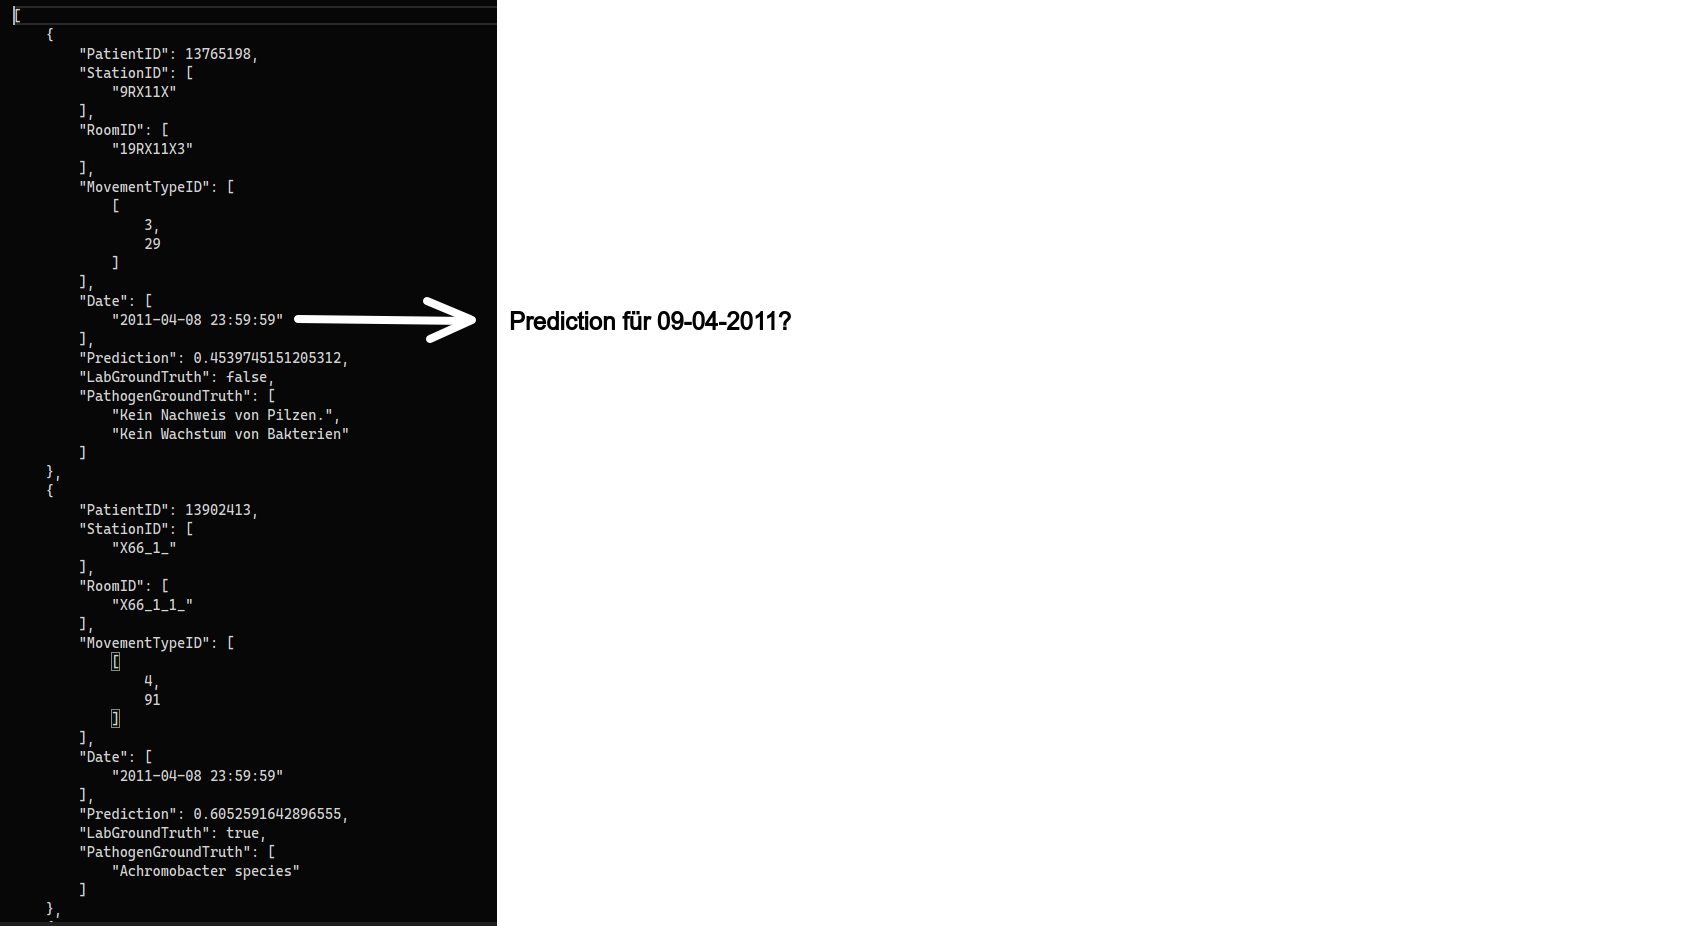 [
    {
        "PatientID": 13765198,
        "StationID": [
            "9RX11X"
        ],
        "RoomID": [
            "19RX11X3"
        ],
        "MovementTypeID": [
            [
                3,
                29
            ]
        ],
        "Date": [
            "2011-04-08 23:59:59"
Prediction für 09-04-2011?
        ],
        "Prediction": 0.4539745151205312,
        "LabGroundTruth": false,
        "PathogenGroundTruth": [
            "Kein Nachweis von Pilzen.",
            "Kein Wachstum von Bakterien"
        ]
    },
    {
        "PatientID": 13902413,
        "StationID": [
            "X66_1_"
        ],
        "RoomID": [
            "X66_1_1_"
        ],
        "MovementTypeID": [
            [
                4,
                91
            ]
        ],
        "Date": [
            "2011-04-08 23:59:59"
        ],
        "Prediction": 0.6052591642896555,
        "LabGroundTruth": true,
        "PathogenGroundTruth": [
            "Achromobacter species"
        ]
    },